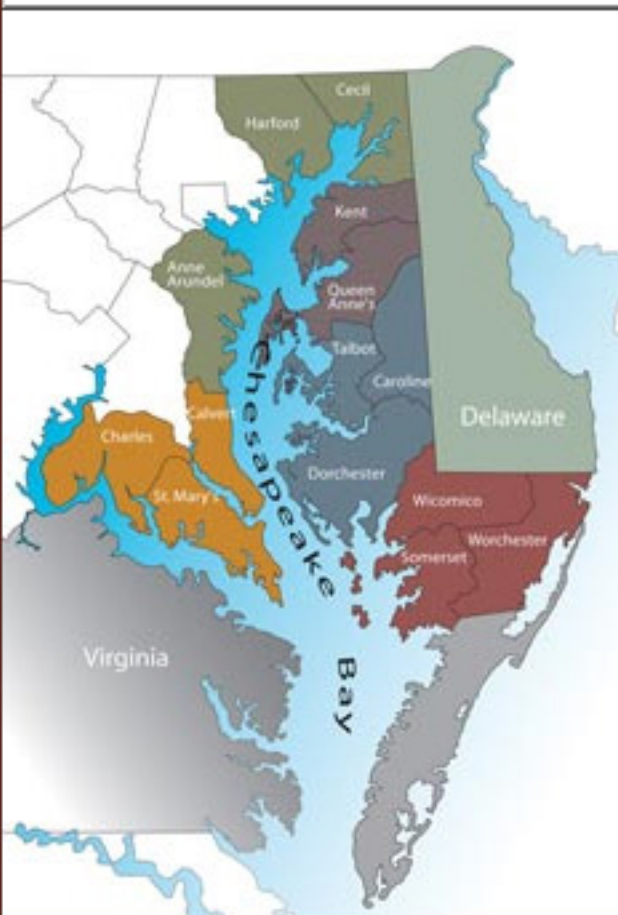 Cecil
Harford
Kent
Anne
Arundel
Queen
Anne's
Talbot
Caroline
Calvert
Delaware
Charles
Chesapeake
Dorchester
St. Mary's
Wicomico
Worchester
Somerset
Virginia
Bay